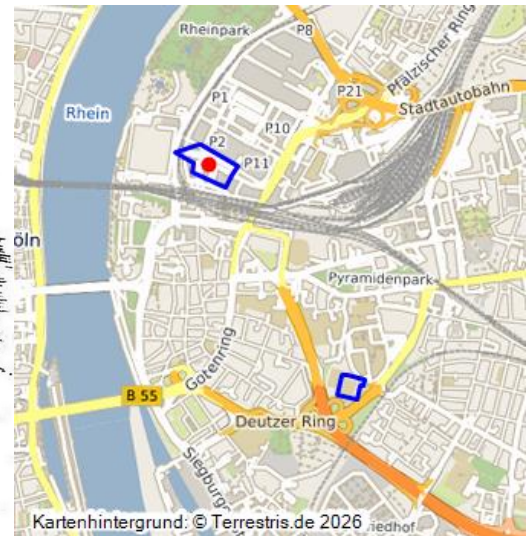 Rheinpark
P8
Pfälzischer Ring
P21
Stadtautobahn
P1
Rhein
P10
P2
P11
öln
Pyramidenpark
Gotenring
B 55
Deutzer Ring
Siegburger
Kartenhintergrund: © Terrestris.de 2026
iedhof